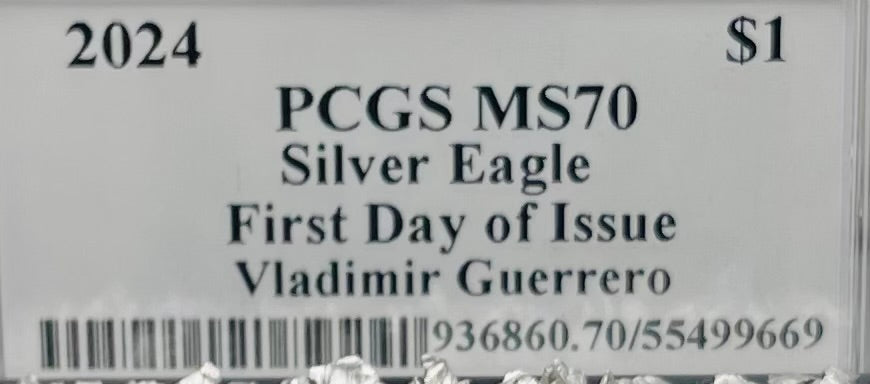 2024 $1
PCGS MS70
Silver Eagle
First Day of Issue
Vladimir Guerrero
936860.70/55499669